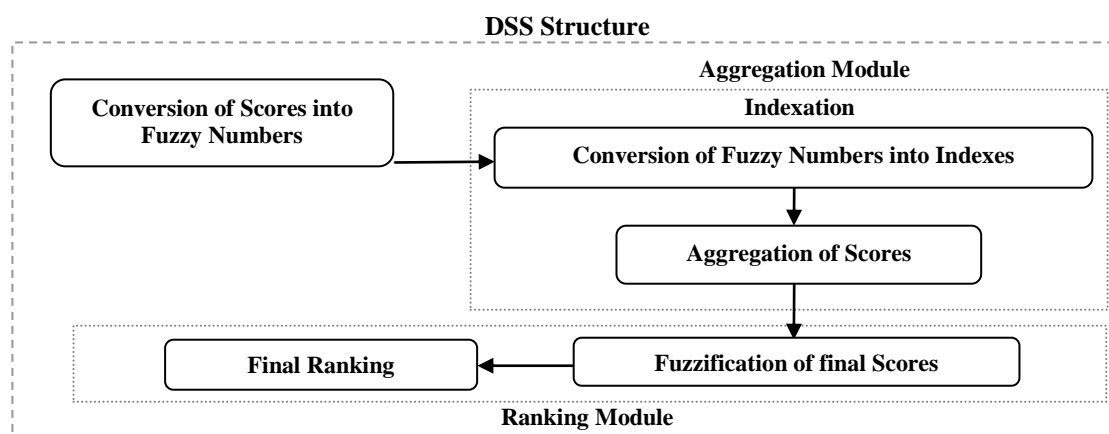 DSS Structure
Aggregation Module
Conversion of Scores into
Fuzzy Numbers
Indexation
Conversion of Fuzzy Numbers into Indexes
Aggregation of Scores
Fuzzification of final Scores
Final Ranking
Ranking Module